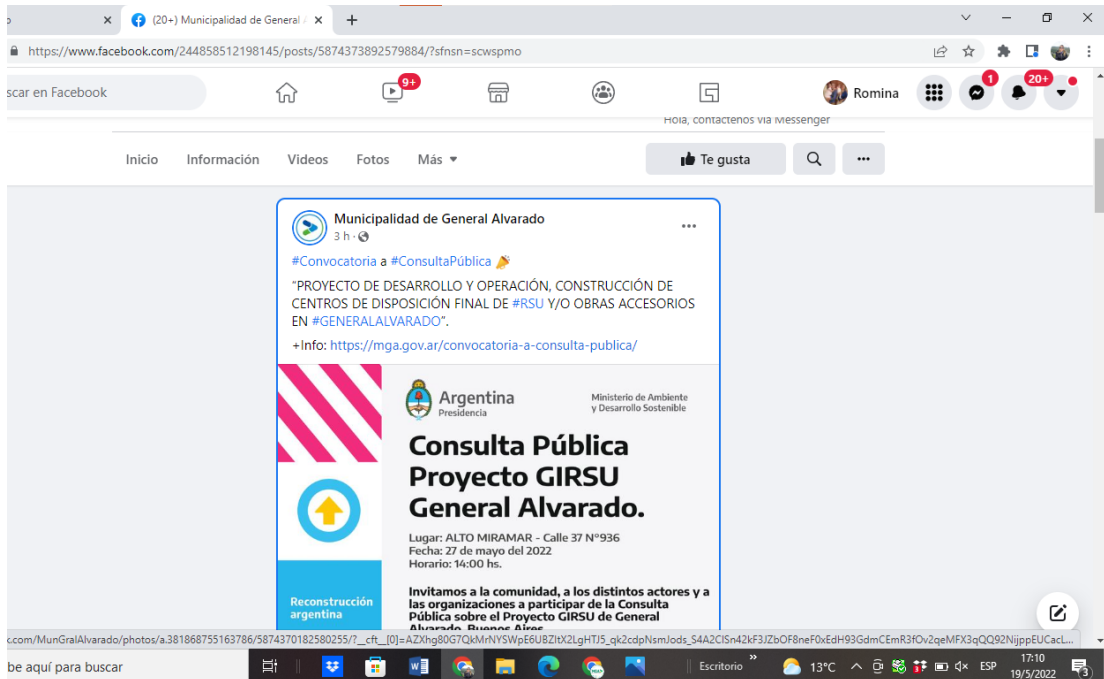 (20+) Municipalidad de General
https://www.facebook.com/244858512198145/posts/5874373892579884/?sfnsn=scwspmo
scar en Facebook
9+
Romina
1
20+
Hola, contáctenos vía Messenger
Inicio Información Videos Fotos Más
Te gusta
Municipalidad de General Alvarado
3 h ·
#Convocatoria a #ConsultaPública
"PROYECTO DE DESARROLLO Y OPERACIÓN, CONSTRUCCIÓN DE
CENTROS DE DISPOSICIÓN FINAL DE #RSU Y/O OBRAS ACCESORIOS
EN #GENERALALVARADO".
+Info: https://mga.gov.ar/convocatoria-a-consulta-publica/
Argentina
Presidencia
Ministerio de Ambiente
y Desarrollo Sostenible
Consulta Pública
Proyecto GIRSU
General Alvarado.
Lugar: ALTO MIRAMAR - Calle 37 N°936
Fecha: 27 de mayo del 2022
Horario: 14:00 hs.
Reconstrucción
argentina
Invitamos a la comunidad, a los distintos actores y a
las organizaciones a participar de la Consulta
Pública sobre el Proyecto GIRSU de General
Alvarado, Buenos Aires
be aquí para buscar
Escritorio
13°C
ESP
17:10
19/5/2022
3